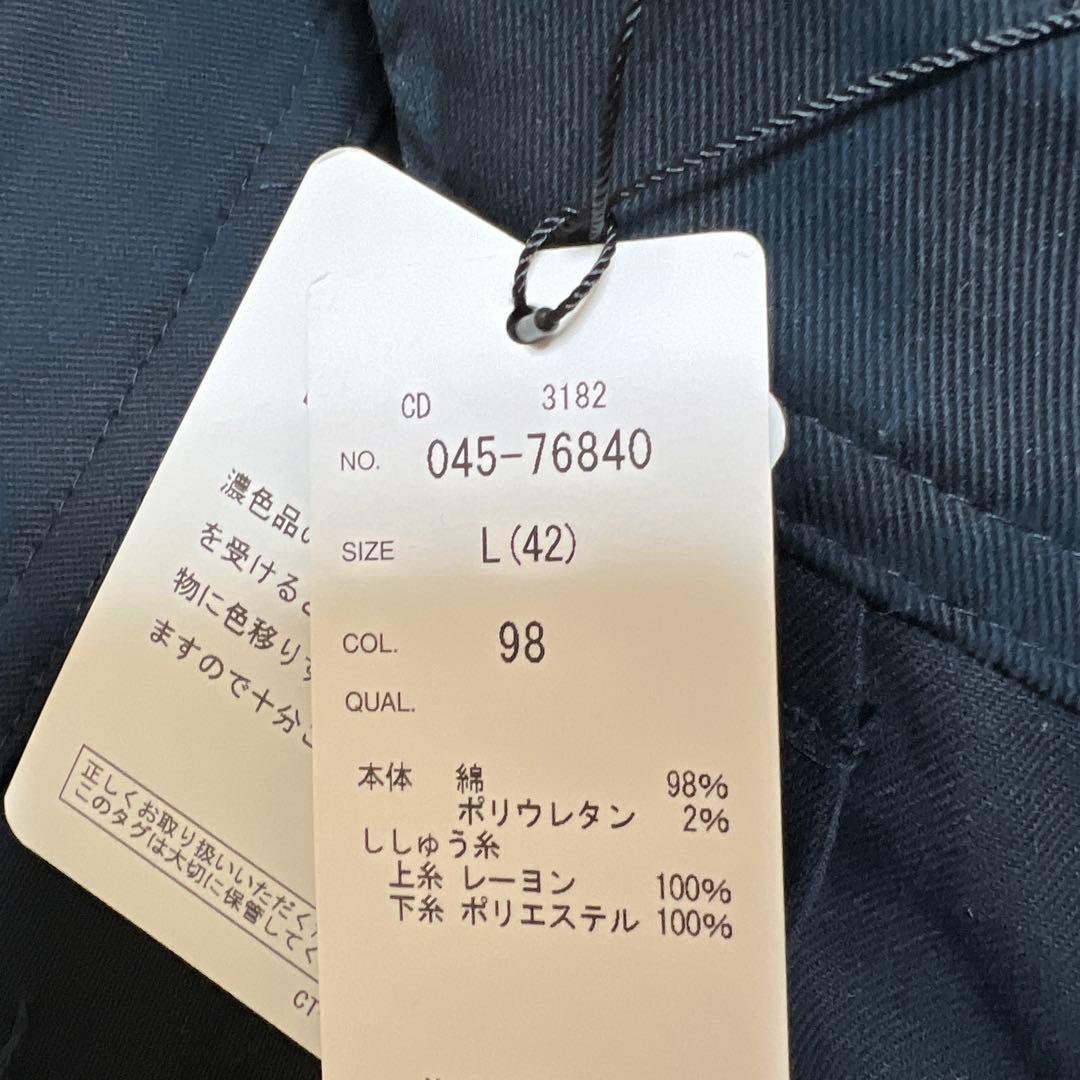 CD 3182
NO. 045-76840
SIZE L(42)
COL. 98
QUAL.
本体 綿 98%
ポリウレタン 2%
ししゅう糸
上糸 レーヨン 100%
下糸 ポリエステル 100%
濃色品の
を受ける
物に色移り
ますので十分
正しくお取り扱いいただく
このタグは大切に保管して
CT